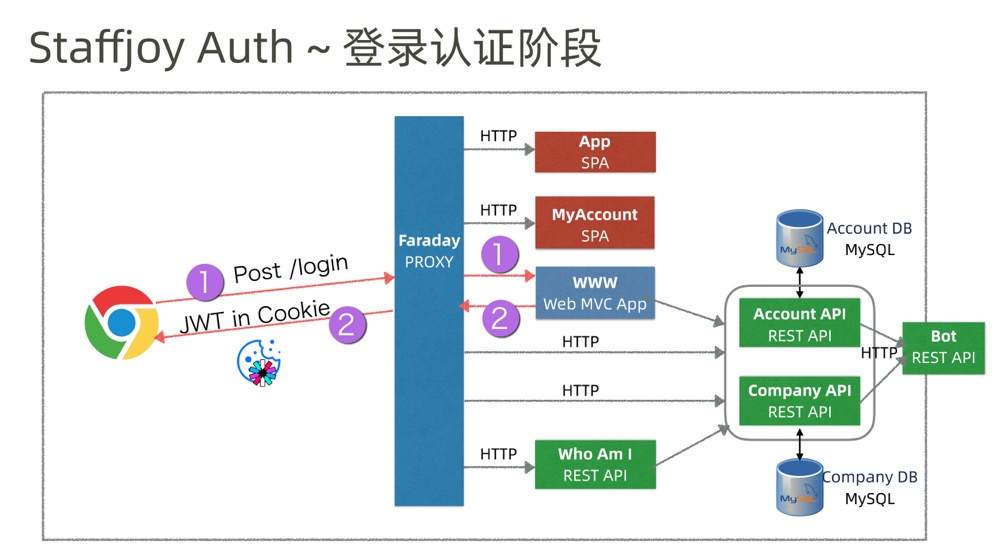 Staffjoy Auth ~ 登录认证阶段
HTTP
App
SPA
HTTP
MyAccount
SPA
Faraday
PROXY
1
Post /login
1
WWW
Web MVC App
2
JWT in Cookie
2
HTTP
HTTP
HTTP
Who Am I
REST API
MySQL
Account DB
MySQL
Account API
REST API
HTTP
Bot
REST API
Company API
REST API
MySQL
Company DB
MySQL